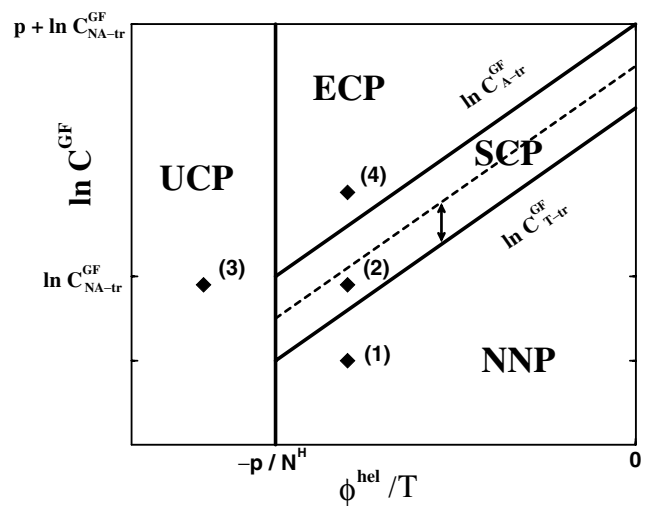 p + ln C^GF_NA–tr
ECP
ln C^GF_A–tr
SCP
UCP
ln C^GF
(4)
ln C^GF_T–tr
(3)
(2)
ln C^GF_NA–tr
(1)
NNP
–p / N^H
0
ϕ^hel /T